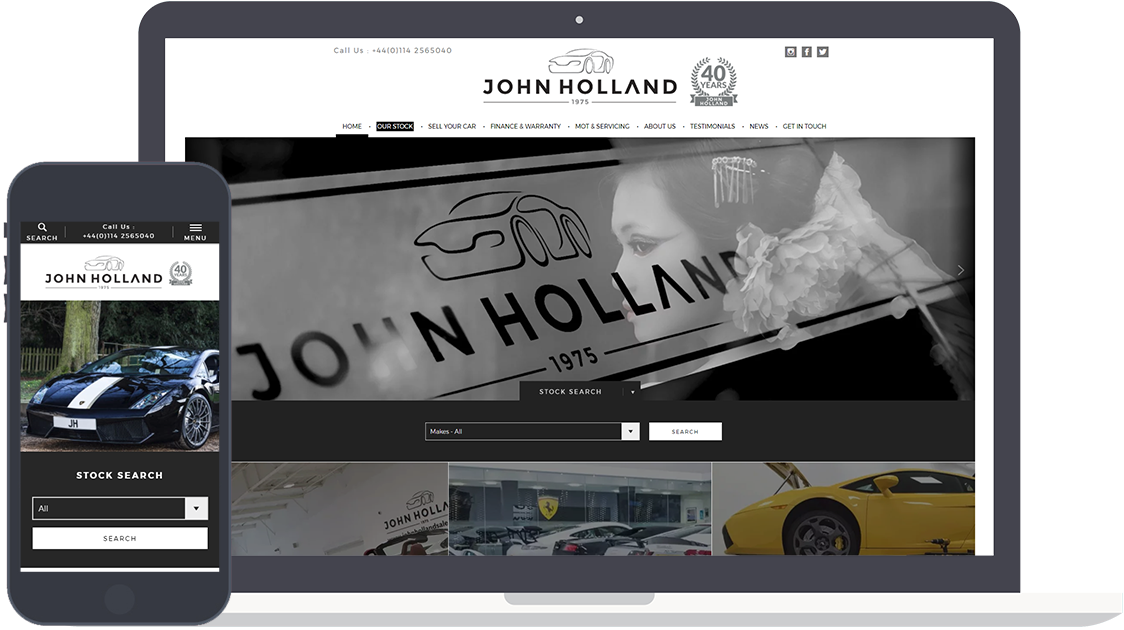 Call Us : +44(0)114 2565040
JOHN HOLLAND
1975
40
YEARS
JOHN
HOLLAND
HOME · OUR STOCK · SELL YOUR CAR · FINANCE & WARRANTY · MOT & SERVICING · ABOUT US · TESTIMONIALS · NEWS · GET IN TOUCH
JOHN HOLLAND
1975
STOCK SEARCH
Makes - All
SEARCH
JOHN HOLLA
1975
SEARCH
Call Us :
+44(0)114 2565040
MENU
JOHN HOLLAND
1975
40
YEARS
JH
STOCK SEARCH
All
SEARCH